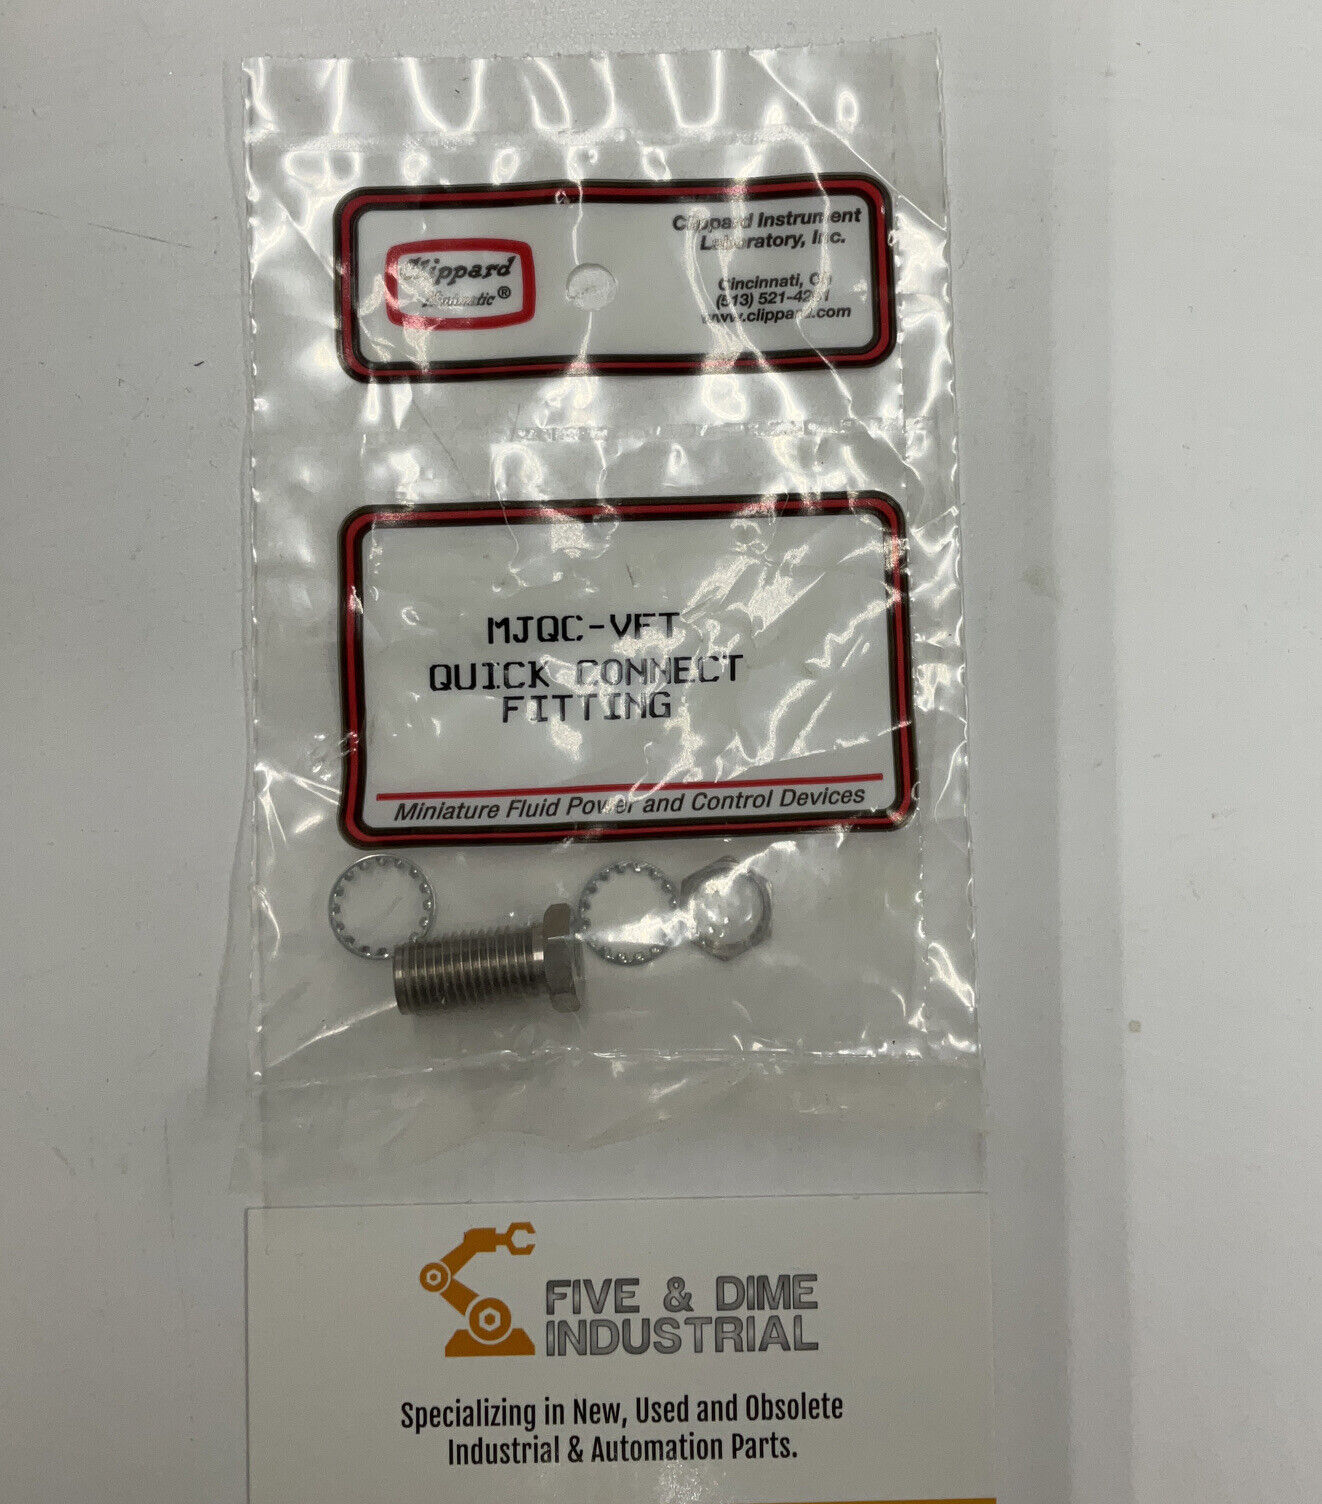 Clippard
Minimatic®
Clippard Instrument
Laboratory, Inc.
Cincinnati, Oh
(513) 521-4261
www.clippard.com
MJQC-VFT
QUICK CONNECT
FITTING
Miniature Fluid Power and Control Devices
FIVE & DIME
INDUSTRIAL
Specializing in New, Used and Obsolete
Industrial & Automation Parts.